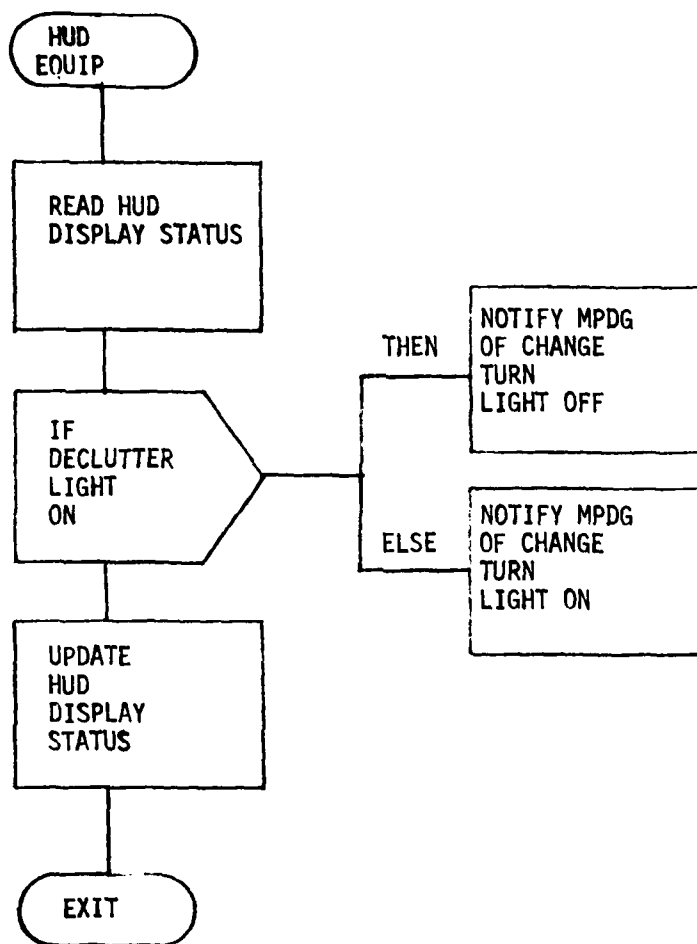 HUD
EQUIP
READ HUD
DISPLAY STATUS
IF
DECLUTTER
LIGHT
ON
THEN
NOTIFY MPDG
OF CHANGE
TURN
LIGHT OFF
ELSE
NOTIFY MPDG
OF CHANGE
TURN
LIGHT ON
UPDATE
HUD
DISPLAY
STATUS
EXIT